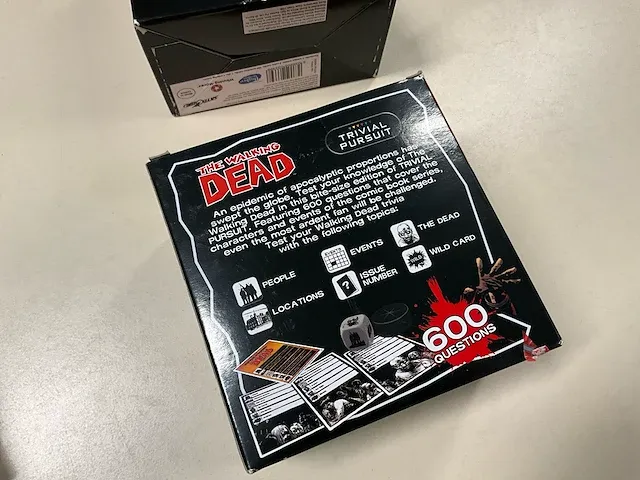 THE WALKING
DEAD
TRIVIAL
PURSUIT
An epidemic of apocalyptic proportions has
swept the globe. Test your knowledge of The
Walking Dead in this bite-size edition of TRIVIAL
PURSUIT. Featuring 600 questions that cover the
characters and events of the comic book series,
even the most ardent fan will be challenged.
Test your Walking Dead trivia
with the following topics:
PEOPLE
EVENTS
THE DEAD
LOCATIONS
ISSUE
NUMBER
WILD CARD
600
QUESTIONS